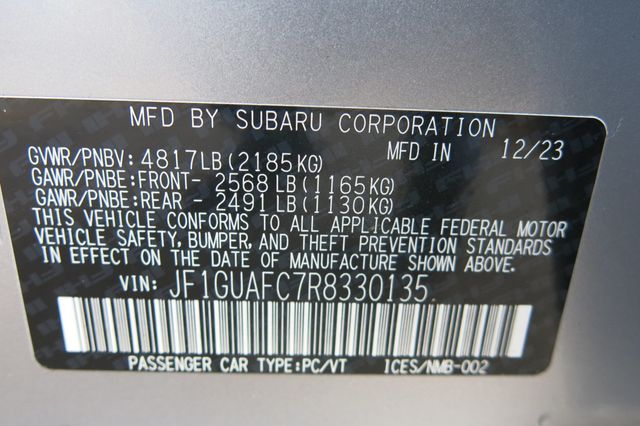 MFD BY SUBARU CORPORATION
GVWR/PNBV: 4817LB(2185KG) MFD IN 12/23
GAWR/PNBE:FRONT- 2568 LB(1165KG)
GAWR/PNBE:REAR - 2491 LB(1130KG)
THIS VEHICLE CONFORMS TO ALL APPLICABLE FEDERAL MOTOR
VEHICLE SAFETY, BUMPER, AND THEFT PREVENTION STANDARDS
IN EFFECT ON THE DATE OF MANUFACTURE SHOWN ABOVE.
VIN: JF1GUAFC7R8330135
PASSENGER CAR TYPE:PC/VT ICES/NMB-002